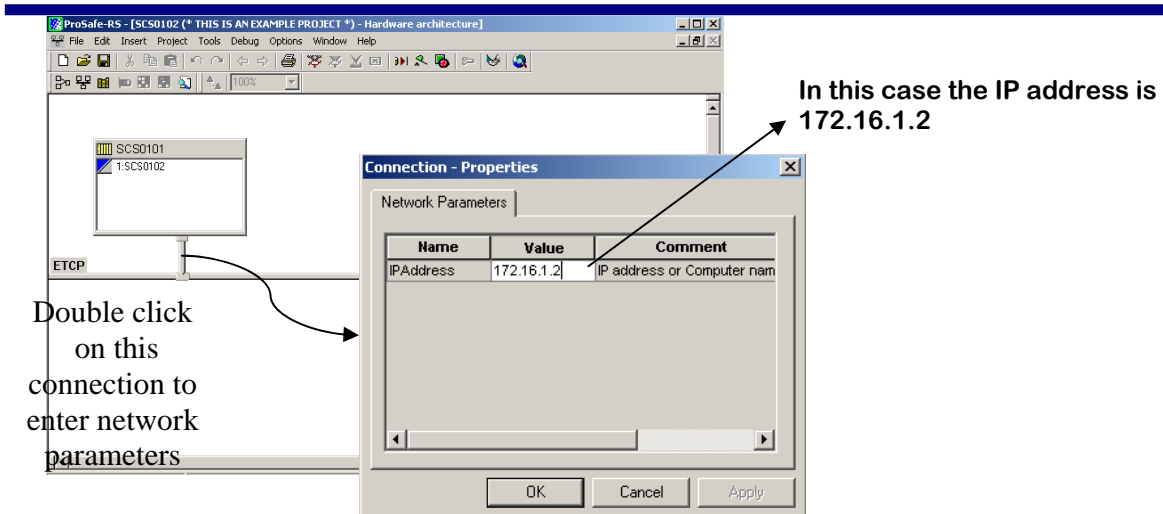 ProSafe-RS - [SCS0102 (* THIS IS AN EXAMPLE PROJECT *) - Hardware architecture]
File Edit Insert Project Tools Debug Options Window Help
100%
In this case the IP address is
172.16.1.2
SCS0101
1:SCS0102
Connection - Properties
Network Parameters
Name Value Comment
IPAddress 172.16.1.2 IP address or Computer nam
ETCP
Double click
on this
connection to
enter network
parameters
OK Cancel Apply